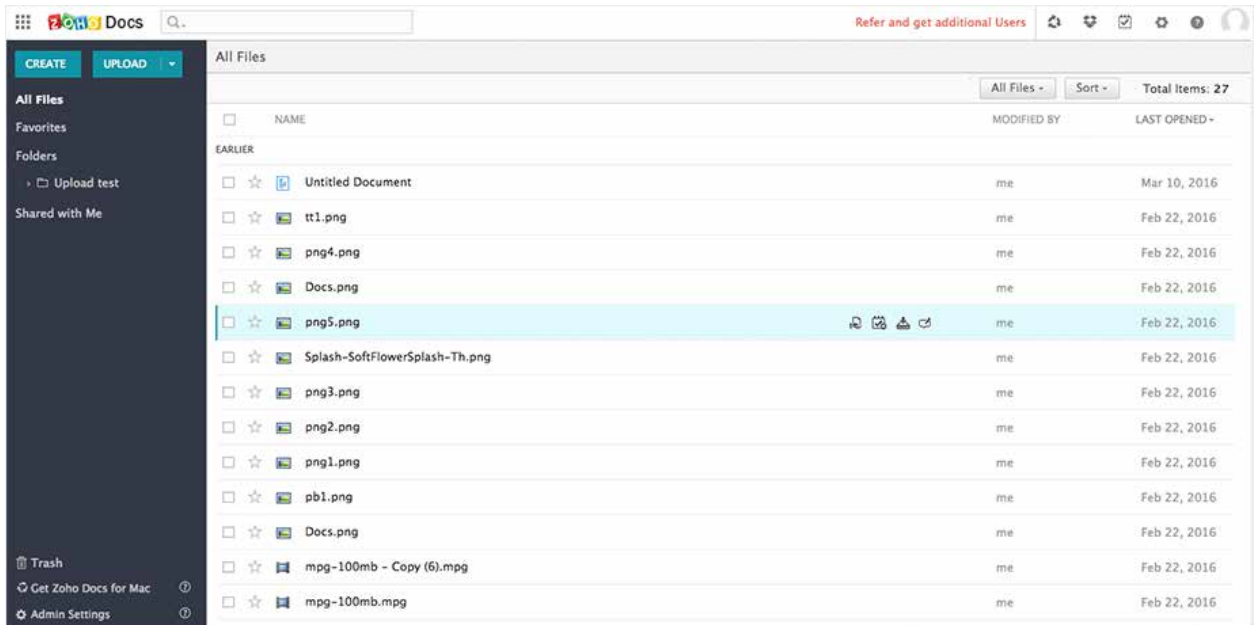 ZOHO Docs
Refer and get additional Users
CREATE
UPLOAD
All Files
Favorites
Folders
Upload test
Shared with Me
Trash
Get Zoho Docs for Mac
Admin Settings
All Files
All Files
Sort
Total Items: 27
NAME MODIFIED BY LAST OPENED
EARLIER
Untitled Document me Mar 10, 2016
tt1.png me Feb 22, 2016
png4.png me Feb 22, 2016
Docs.png me Feb 22, 2016
png5.png me Feb 22, 2016
Splash-SoftFlowerSplash-Th.png me Feb 22, 2016
png3.png me Feb 22, 2016
png2.png me Feb 22, 2016
png1.png me Feb 22, 2016
pb1.png me Feb 22, 2016
Docs.png me Feb 22, 2016
mpg-100mb - Copy (6).mpg me Feb 22, 2016
mpg-100mb.mpg me Feb 22, 2016